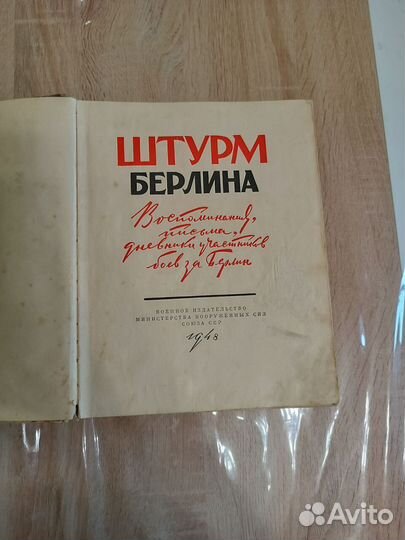 ШТУРМ
БЕРЛИНА
Воспоминания,
письма,
дневники участников
боев за Берлин
ВОЕННОЕ ИЗДАТЕЛЬСТВО
МИНИСТЕРСТВА ВООРУЖЕННЫХ СИЛ
СОЮЗА ССР
1948
Avito